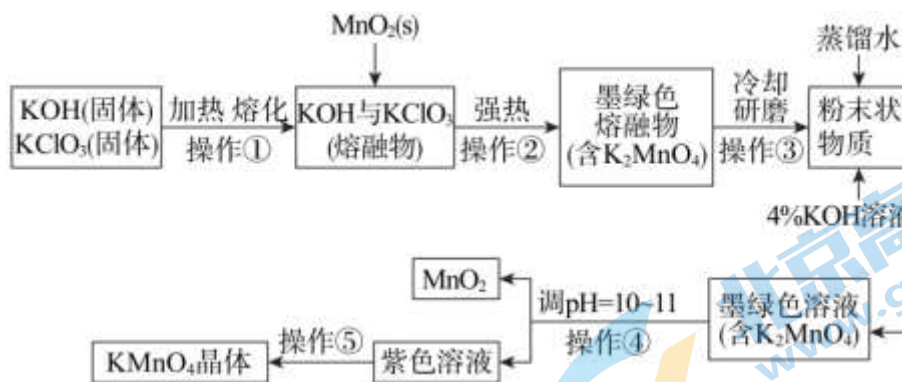 MnO₂(s)
蒸馏水
KOH(固体)
KClO₃(固体)
加热 熔化
操作①
KOH与KClO₃
(熔融物)
强热
操作②
墨绿色
熔融物
(含K₂MnO₄)
冷却
研磨
操作③
粉末状
物质
4%KOH溶液
MnO₂
调pH=10~11
操作④
墨绿色溶液
(含K₂MnO₄)
KMnO₄晶体
操作⑤
紫色溶液
北京高
www.g